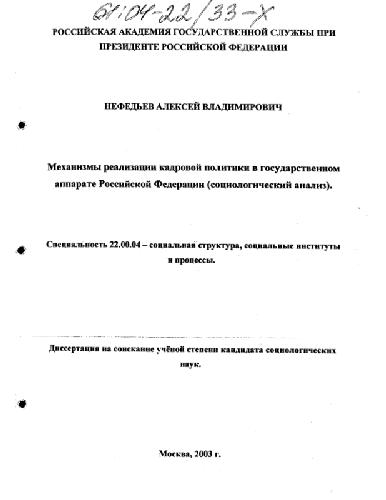 61:04-22/33-X
РОССИЙСКАЯ АКАДЕМИЯ ГОСУДАРСТВЕННОЙ СЛУЖБЫ ПРИ
ПРЕЗИДЕНТЕ РОССИЙСКОЙ ФЕДЕРАЦИИ
НЕФЕДЬЕВ АЛЕКСЕЙ ВЛАДИМИРОВИЧ
Механизмы реализации кадровой политики в государственном
аппарате Российской Федерации (социологический анализ).
Специальность 22.00.04 – социальная структура, социальные институты
и процессы.
Диссертация на соискание учёной степени кандидата социологических
наук.
Москва, 2003 г.